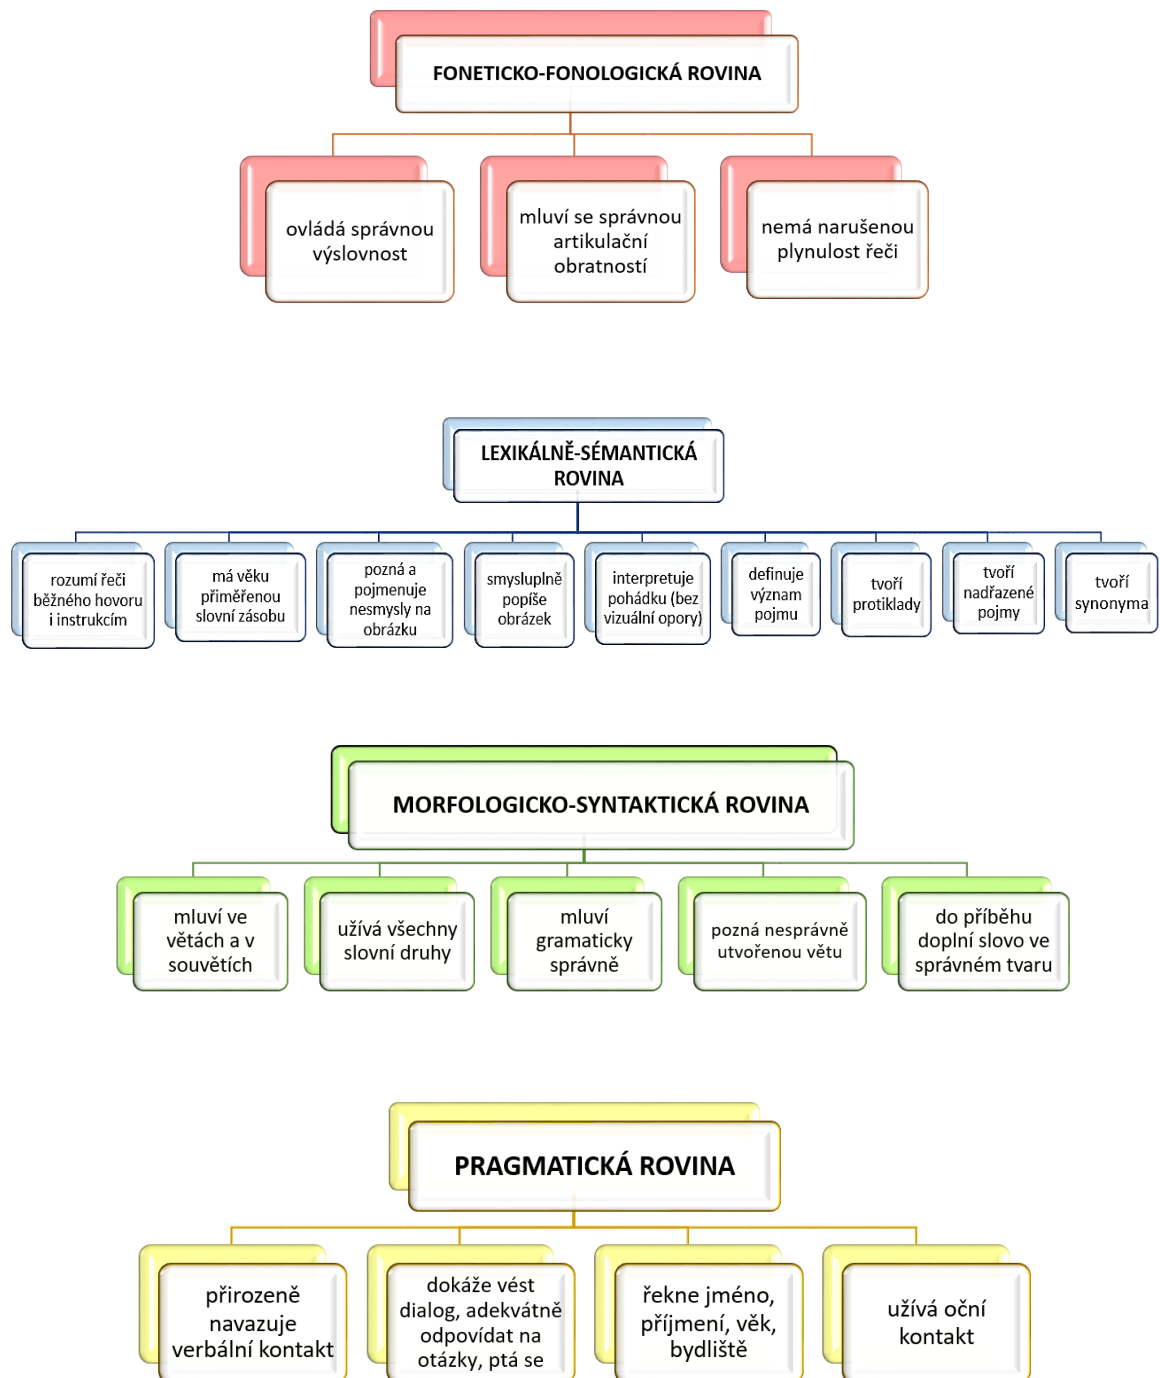 FONETICKO-FONOLOGICKÁ ROVINA
ovládá správnou
výslovnost
mluví se správnou
artikulační
obratností
nemá narušenou
plynulost řeči
LEXIKÁLNĚ-SÉMANTICKÁ
ROVINA
rozumí řeči
běžného hovoru
i instrukcím
má věku
přiměřenou
slovní zásobu
pozná a
pojmenuje
nesmysly na
obrázku
smysluplně
popíše
obrázek
interpretuje
pohádku (bez
vizuální opory)
definuje
význam
pojmu
tvoří
protiklady
tvoří
nadřazené
pojmy
tvoří
synonyma
MORFOLOGICKO-SYNTAKTICKÁ ROVINA
mluví ve
větách a v
souvětích
užívá všechny
slovní druhy
mluví
gramaticky
správně
pozná nesprávně
utvořenou větu
do příběhu
doplní slovo ve
správném tvaru
PRAGMATICKÁ ROVINA
přirozeně
navazuje
verbální kontakt
dokáže vést
dialog, adekvátně
odpovídat na
otázky, ptá se
řekne jméno,
příjmení, věk,
bydliště
užívá oční
kontakt